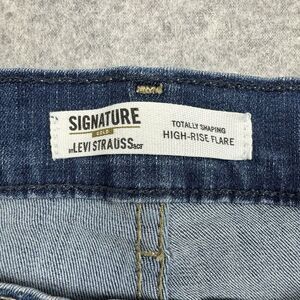 SIGNATURE
GOLD
BY LEVI STRAUSS & CO
TOTALLY SHAPING
HIGH-RISE FLARE